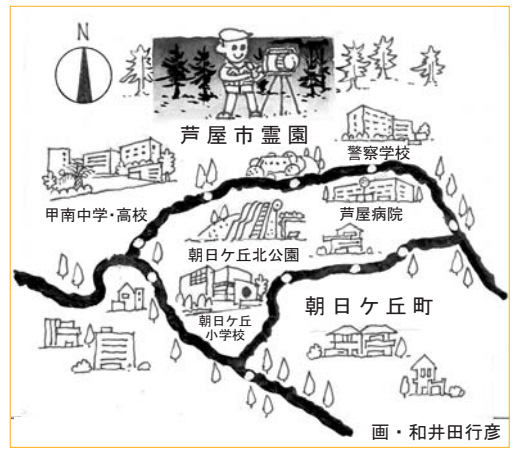 N
芦屋市霊園
警察学校
甲南中学・高校
芦屋病院
朝日ケ丘北公園
朝日ケ丘
小学校
朝日ケ丘町
画・和井田行彦